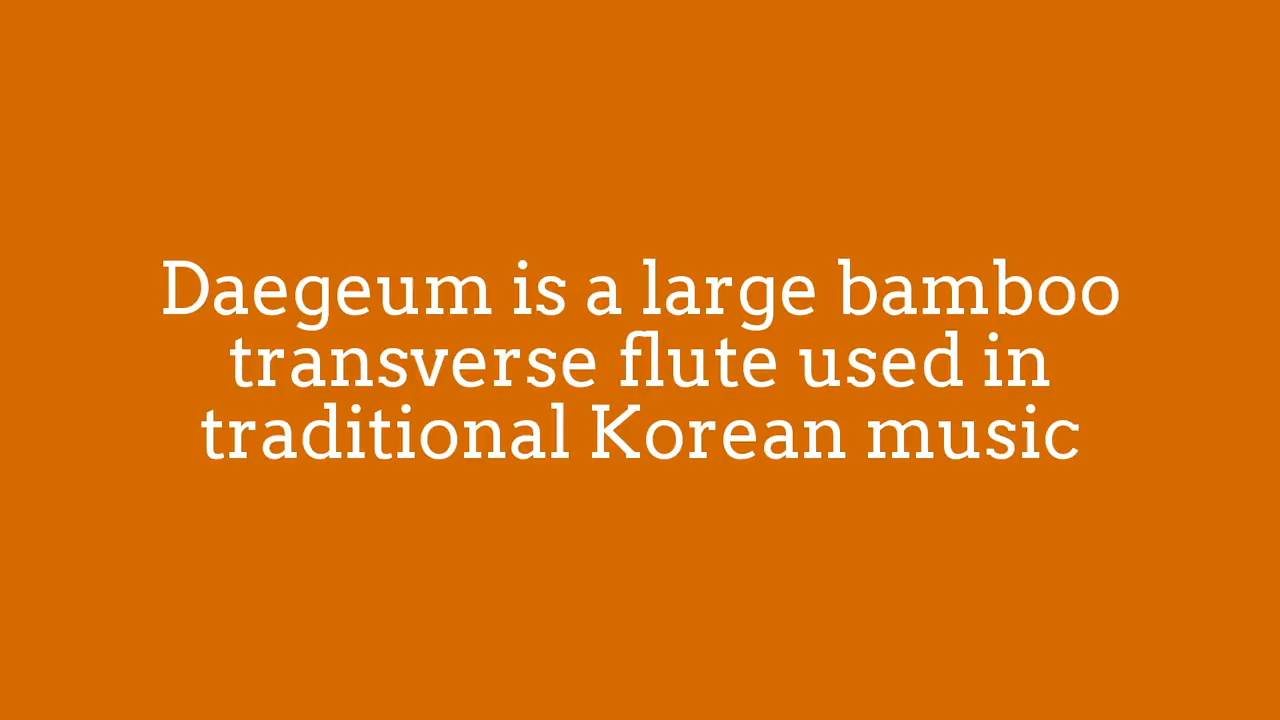 Daegeum is a large bamboo
transverse flute used in
traditional Korean music